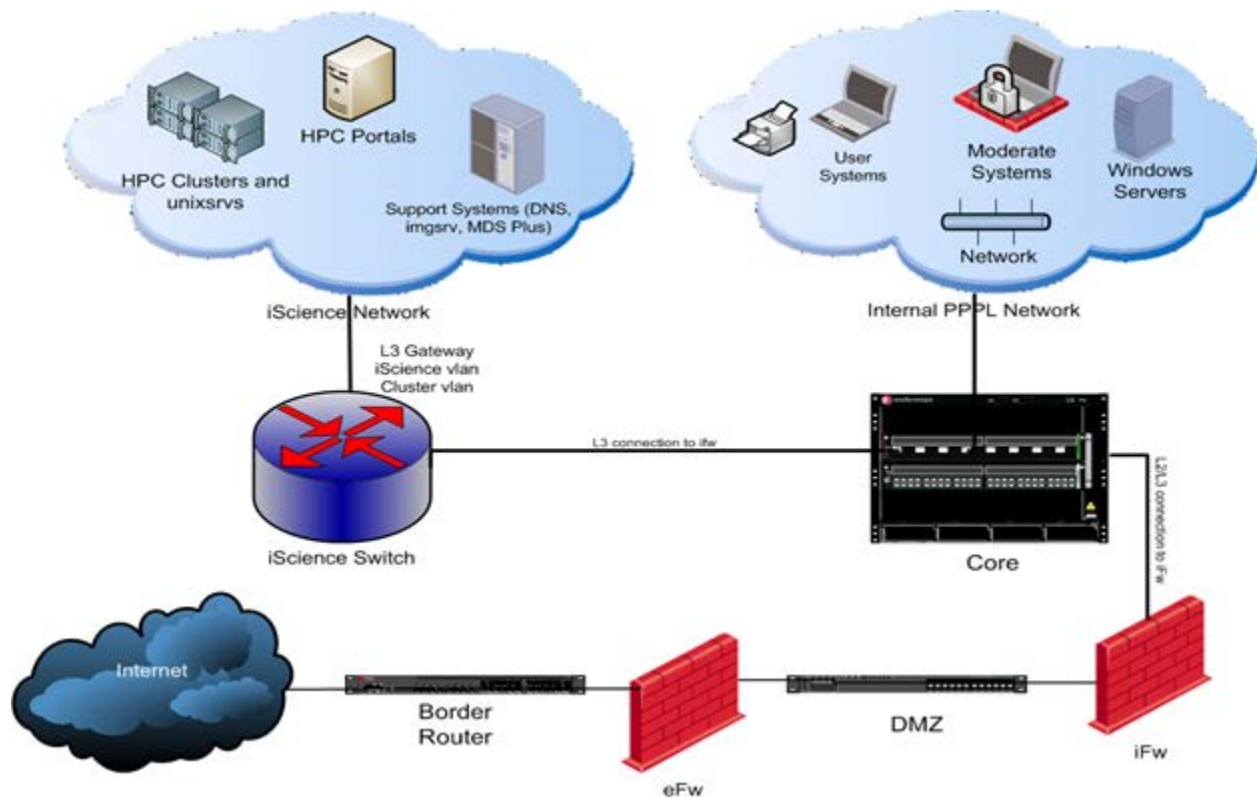 HPC Portals
HPC Clusters and
unixsrvs
Support Systems (DNS,
imgsrv, MDS Plus)
User
Systems
Moderate
Systems
Windows
Servers
Network
iScience Network
Internal PPPL Network
L3 Gateway
iScience vlan
Cluster vlan
L3 connection to ifw
L2/L3 connection to iFw
iScience Switch
Core
Internet
Border
Router
eFw
DMZ
iFw